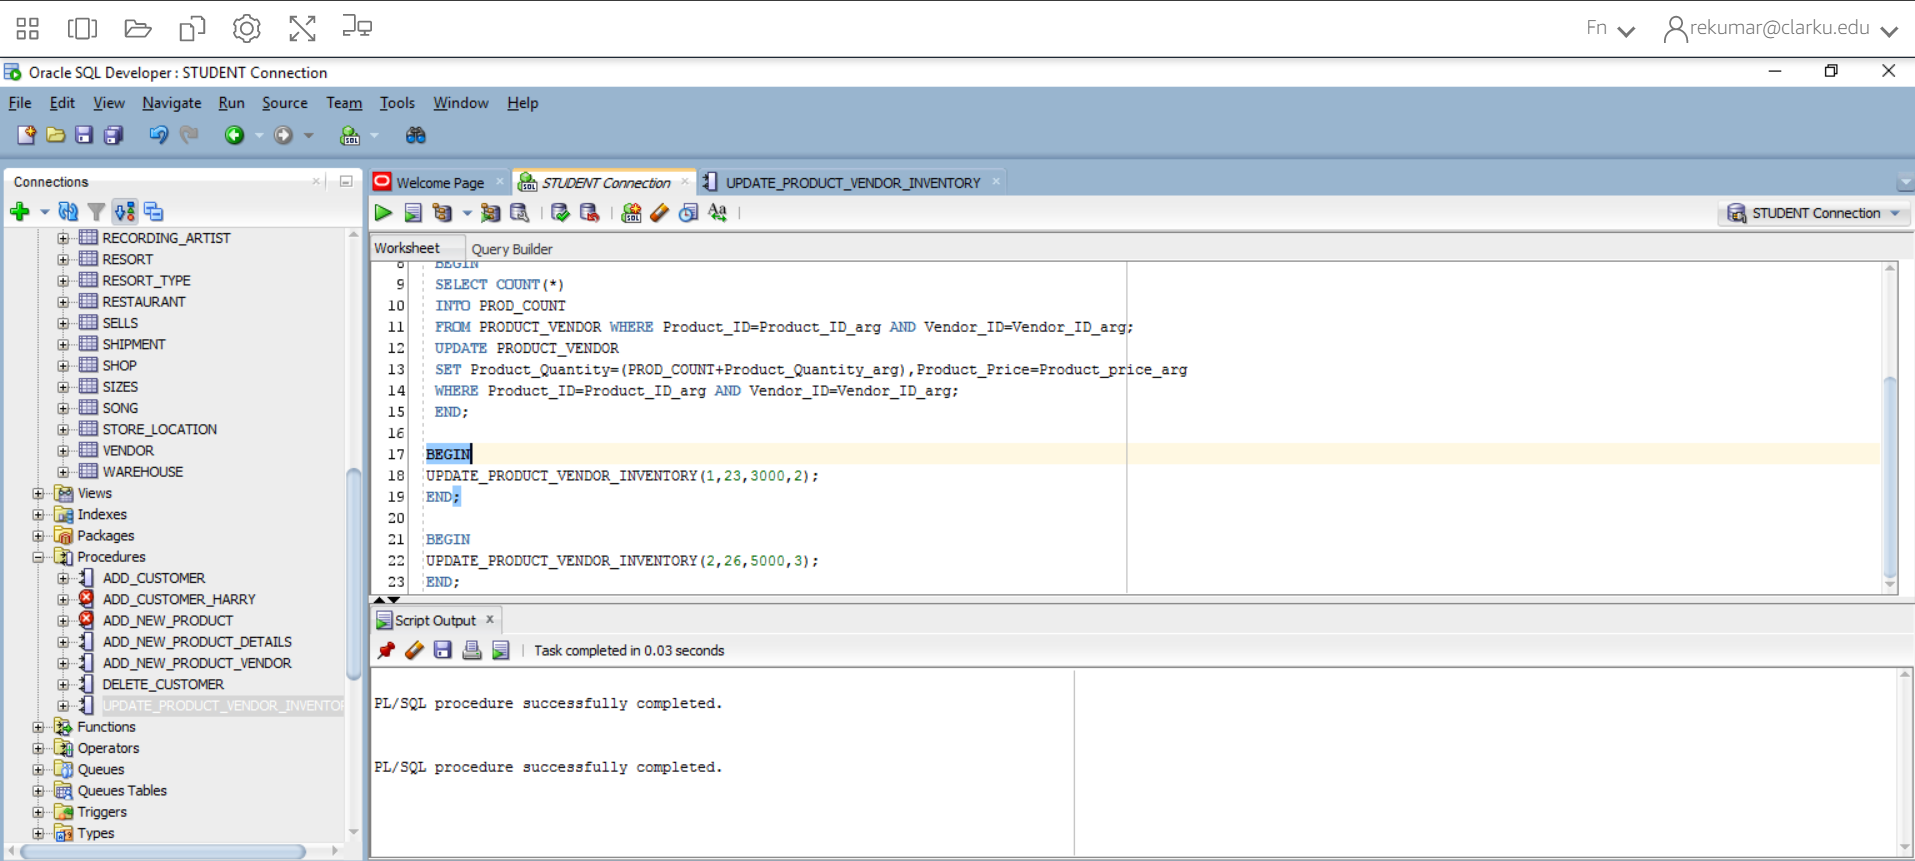 Fn
rekumar@clarku.edu
Oracle SQL Developer : STUDENT Connection
File Edit View Navigate Run Source Team Tools Window Help
Connections
Welcome Page
STUDENT Connection
UPDATE_PRODUCT_VENDOR_INVENTORY
STUDENT Connection
Worksheet
Query Builder
RECORDING_ARTIST
RESORT
RESORT_TYPE
RESTAURANT
SELLS
SHIPMENT
SHOP
SIZES
SONG
STORE_LOCATION
VENDOR
WAREHOUSE
Views
Indexes
Packages
Procedures
ADD_CUSTOMER
ADD_CUSTOMER_HARRY
ADD_NEW_PRODUCT
ADD_NEW_PRODUCT_DETAILS
ADD_NEW_PRODUCT_VENDOR
DELETE_CUSTOMER
UPDATE_PRODUCT_VENDOR_INVENTOR
Functions
Operators
Queues
Queues Tables
Triggers
Types
8 BEGIN
9 SELECT COUNT(*)
10 INTO PROD_COUNT
11 FROM PRODUCT_VENDOR WHERE Product_ID=Product_ID_arg AND Vendor_ID=Vendor_ID_arg;
12 UPDATE PRODUCT_VENDOR
13 SET Product_Quantity=(PROD_COUNT+Product_Quantity_arg),Product_Price=Product_price_arg
14 WHERE Product_ID=Product_ID_arg AND Vendor_ID=Vendor_ID_arg;
15 END;
16
17 BEGIN
18 UPDATE_PRODUCT_VENDOR_INVENTORY(1,23,3000,2);
19 END;
20
21 BEGIN
22 UPDATE_PRODUCT_VENDOR_INVENTORY(2,26,5000,3);
23 END;
Script Output
Task completed in 0.03 seconds
PL/SQL procedure successfully completed.
PL/SQL procedure successfully completed.